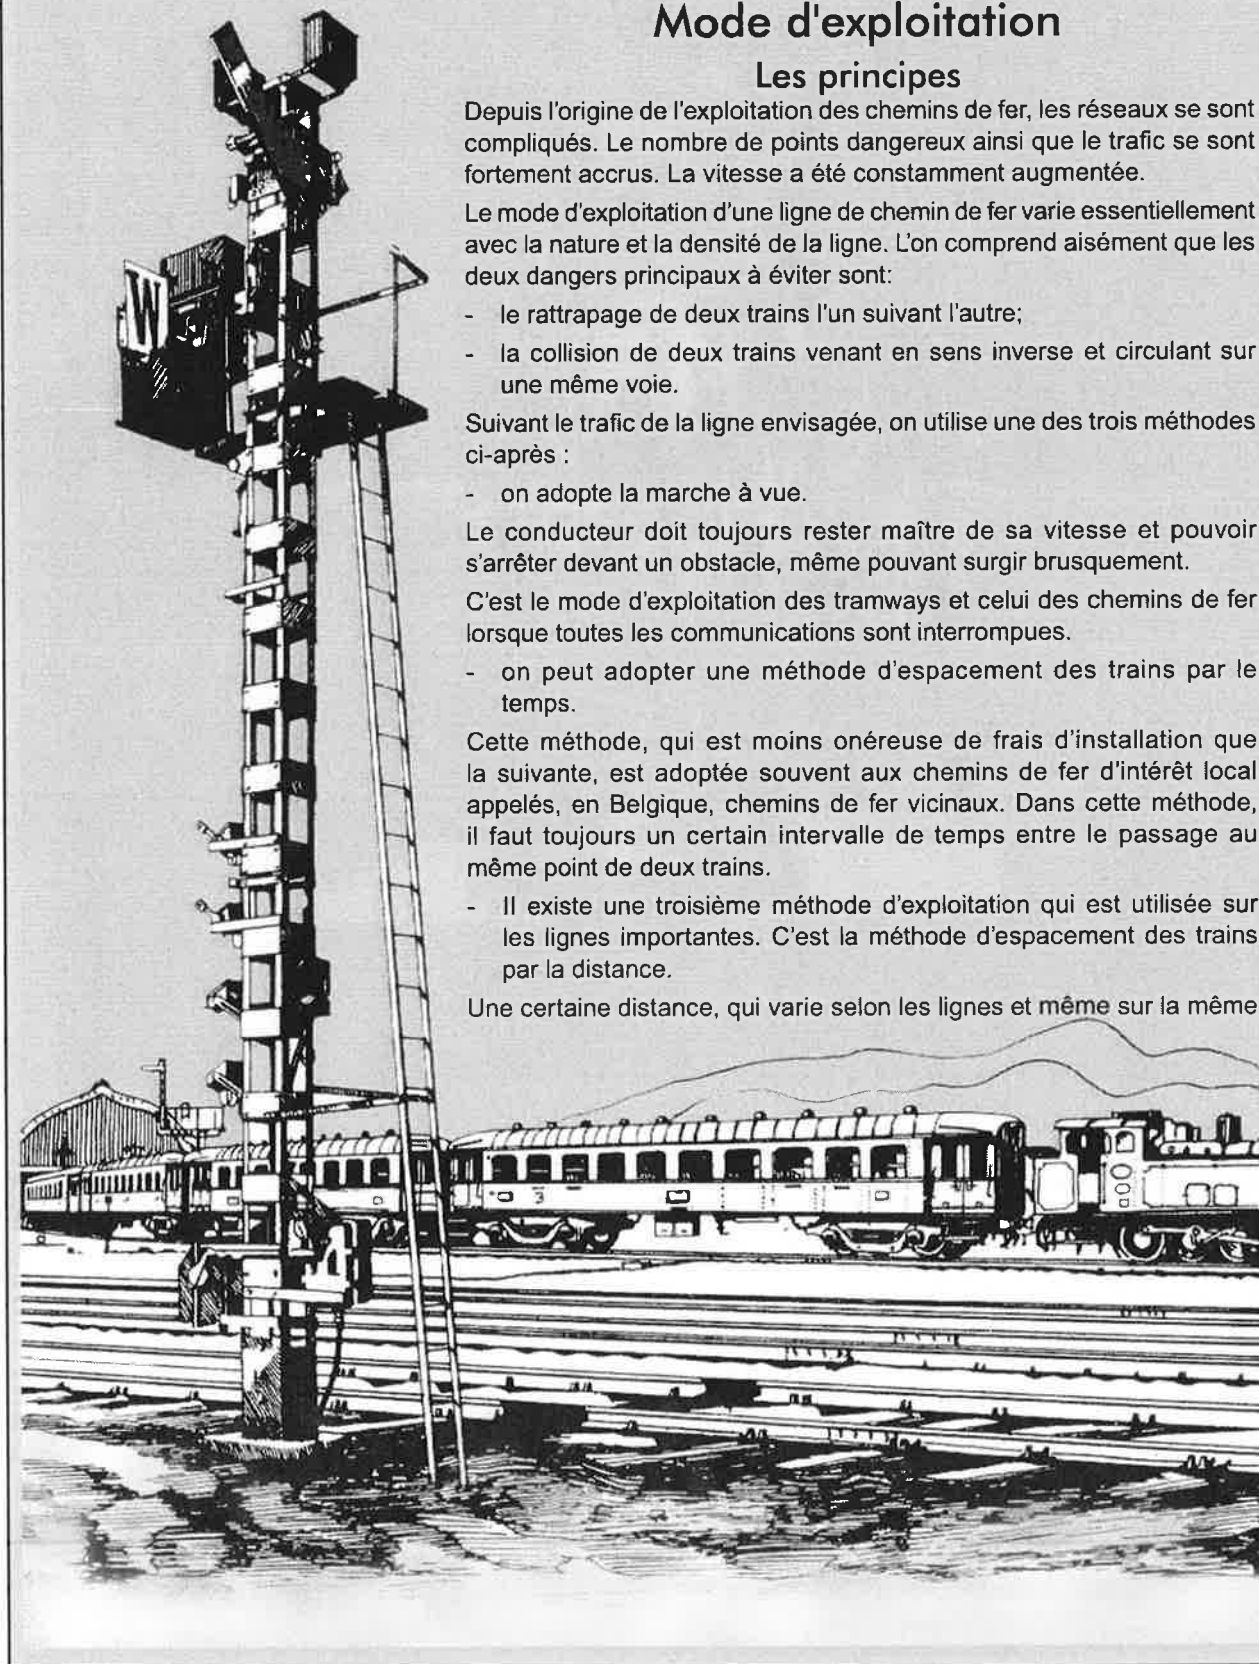 Mode d'exploitation
Les principes
Depuis l'origine de l'exploitation des chemins de fer, les réseaux se sont
compliqués. Le nombre de points dangereux ainsi que le trafic se sont
fortement accrus. La vitesse a été constamment augmentée.
Le mode d'exploitation d'une ligne de chemin de fer varie essentiellement
avec la nature et la densité de la ligne. L'on comprend aisément que les
deux dangers principaux à éviter sont:
- le rattrapage de deux trains l'un suivant l'autre;
- la collision de deux trains venant en sens inverse et circulant sur
une même voie.
Suivant le trafic de la ligne envisagée, on utilise une des trois méthodes
ci-après :
- on adopte la marche à vue.
Le conducteur doit toujours rester maître de sa vitesse et pouvoir
s'arrêter devant un obstacle, même pouvant surgir brusquement.
C'est le mode d'exploitation des tramways et celui des chemins de fer
lorsque toutes les communications sont interrompues.
- on peut adopter une méthode d'espacement des trains par le
temps.
Cette méthode, qui est moins onéreuse de frais d'installation que
la suivante, est adoptée souvent aux chemins de fer d'intérêt local
appelés, en Belgique, chemins de fer vicinaux. Dans cette méthode,
il faut toujours un certain intervalle de temps entre le passage au
même point de deux trains.
- Il existe une troisième méthode d'exploitation qui est utilisée sur
les lignes importantes. C'est la méthode d'espacement des trains
par la distance.
Une certaine distance, qui varie selon les lignes et même sur la même
W
3